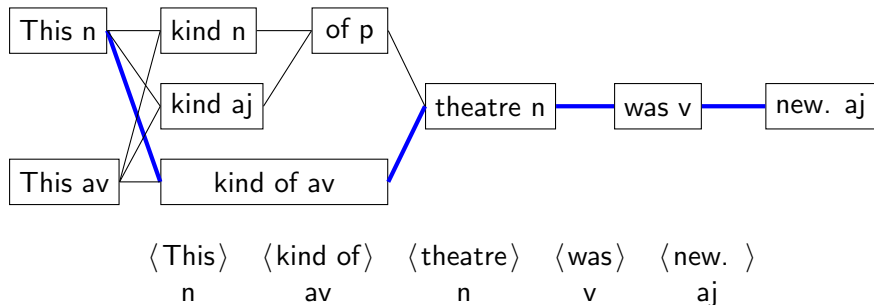 This n kind n of p
kind aj theatre n was v new. aj
This av kind of av
⟨This⟩ ⟨kind of⟩ ⟨theatre⟩ ⟨was⟩ ⟨new. ⟩
n av n v aj